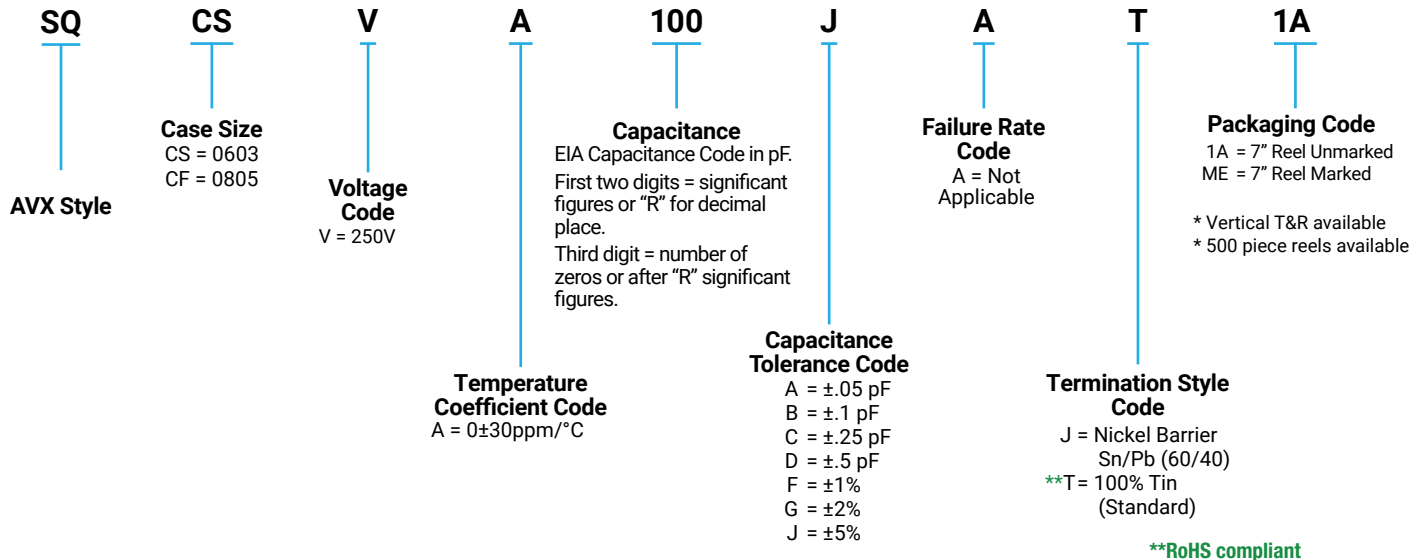 SQ CS V A 100 J A T 1A
AVX Style
Case Size
CS = 0603
CF = 0805
Voltage
Code
V = 250V
Temperature
Coefficient Code
A = 0±30ppm/°C
Capacitance
EIA Capacitance Code in pF.
First two digits = significant
figures or “R” for decimal
place.
Third digit = number of
zeros or after “R” significant
figures.
Capacitance
Tolerance Code
A = ±.05 pF
B = ±.1 pF
C = ±.25 pF
D = ±.5 pF
F = ±1%
G = ±2%
J = ±5%
Failure Rate
Code
A = Not
Applicable
Termination Style
Code
J = Nickel Barrier
Sn/Pb (60/40)
**T = 100% Tin
(Standard)
**RoHS compliant
Packaging Code
1A = 7” Reel Unmarked
ME = 7” Reel Marked
* Vertical T&R available
* 500 piece reels available